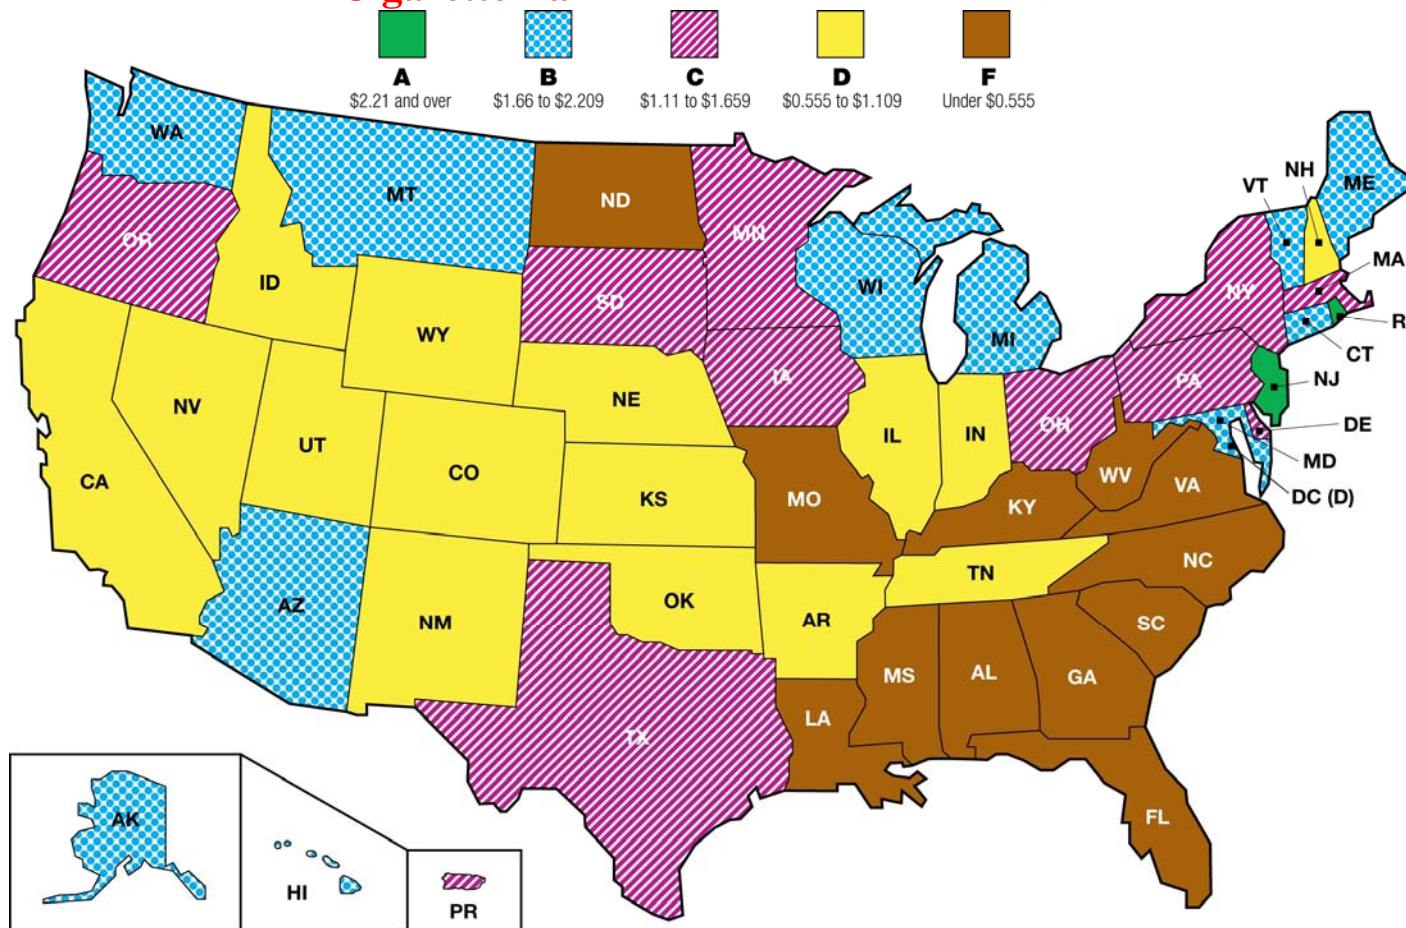 A B C D F
$2.21 and over $1.66 to $2.209 $1.11 to $1.659 $0.555 to $1.109 Under $0.555
WA
MT
ND
MN
OR
ID
SD
WY
WI
MI
VT
NH
ME
MA
NY
R
CT
NJ
PA
DE
MD
DC (D)
IA
NE
NV
UT
CO
CA
KS
MO
IL
IN
OH
WV
VA
KY
NC
TN
AZ
NM
OK
AR
SC
MS
AL
GA
LA
TX
FL
AK
HI
PR